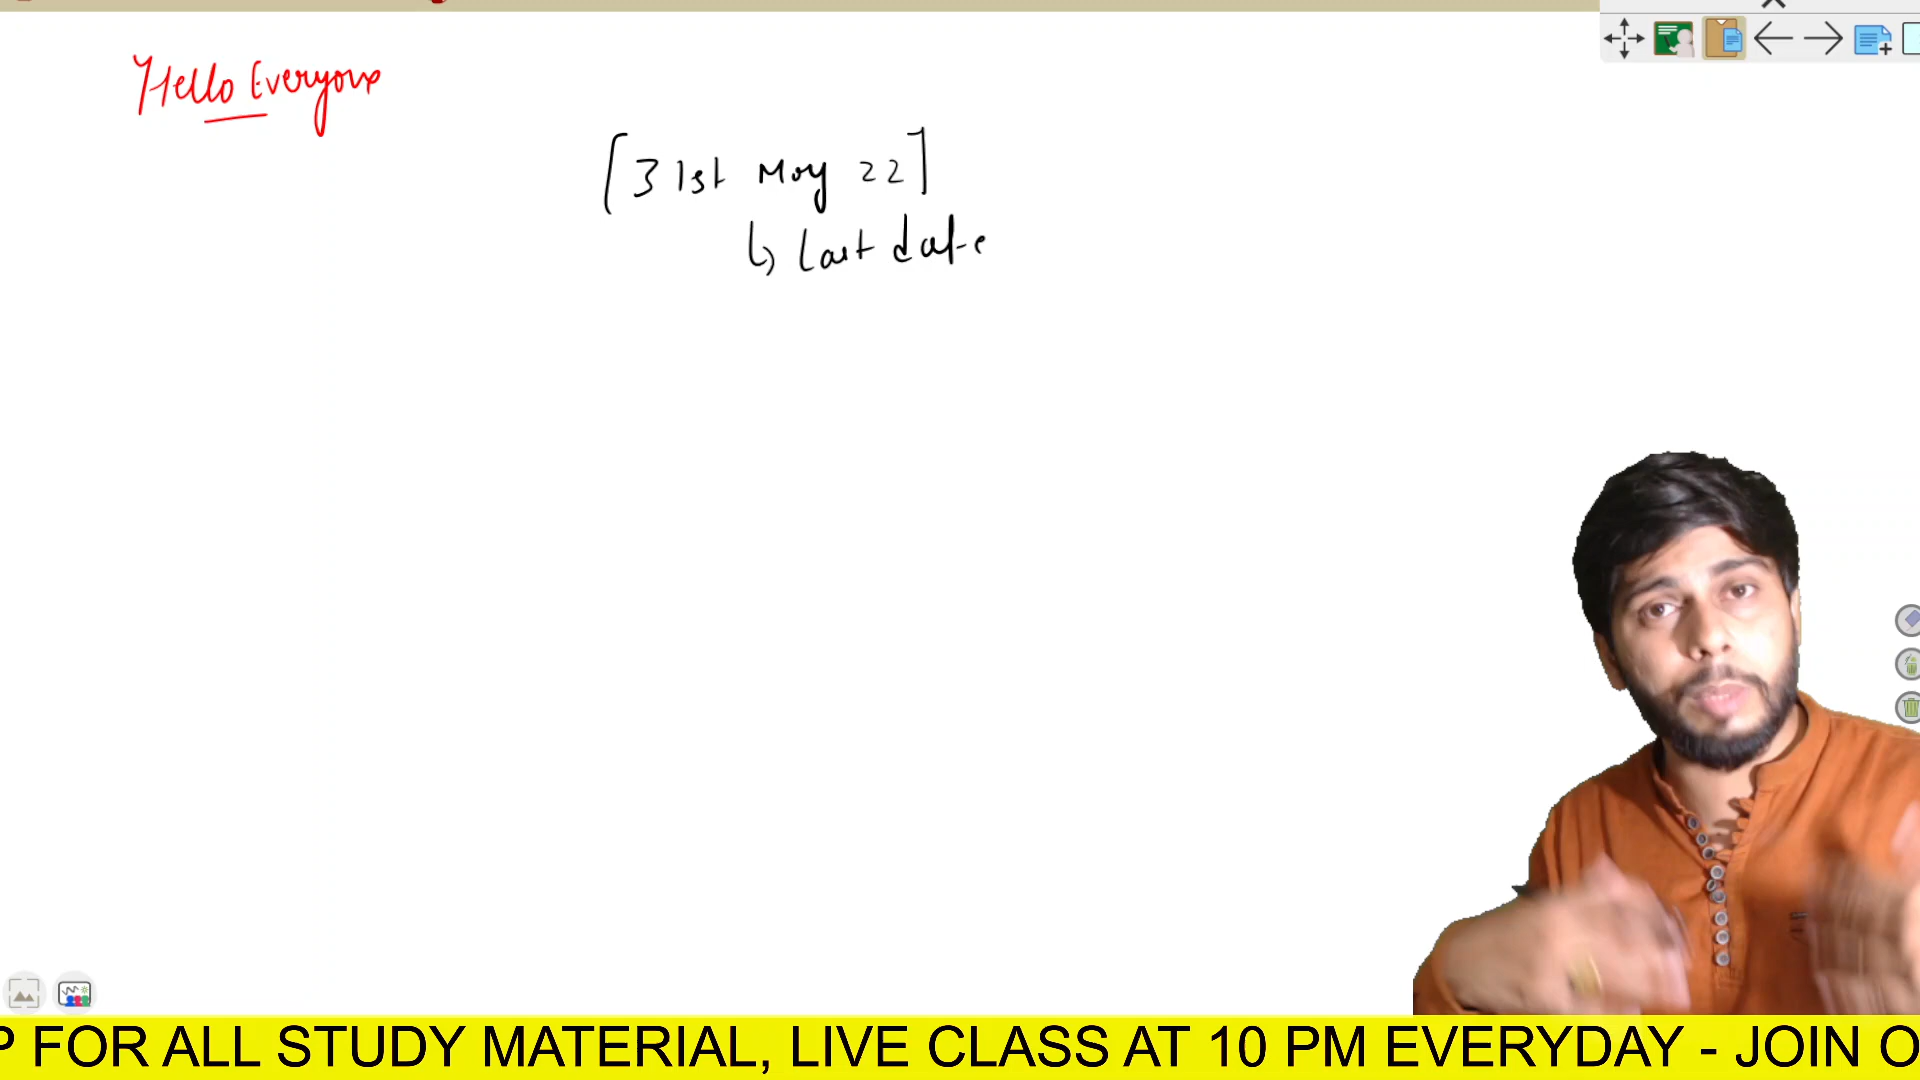 Hello Everyone
[31st May 22]
↳ Last date
P FOR ALL STUDY MATERIAL, LIVE CLASS AT 10 PM EVERYDAY - JOIN O